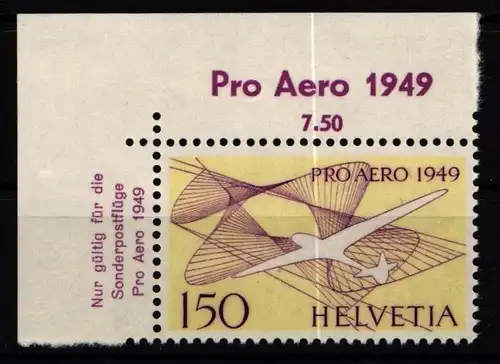 Pro Aero 1949
7.50
Nur gültig für die
Sonderpostflüge
Pro Aero 1949
PRO AERO 1949
150 HELVETIA